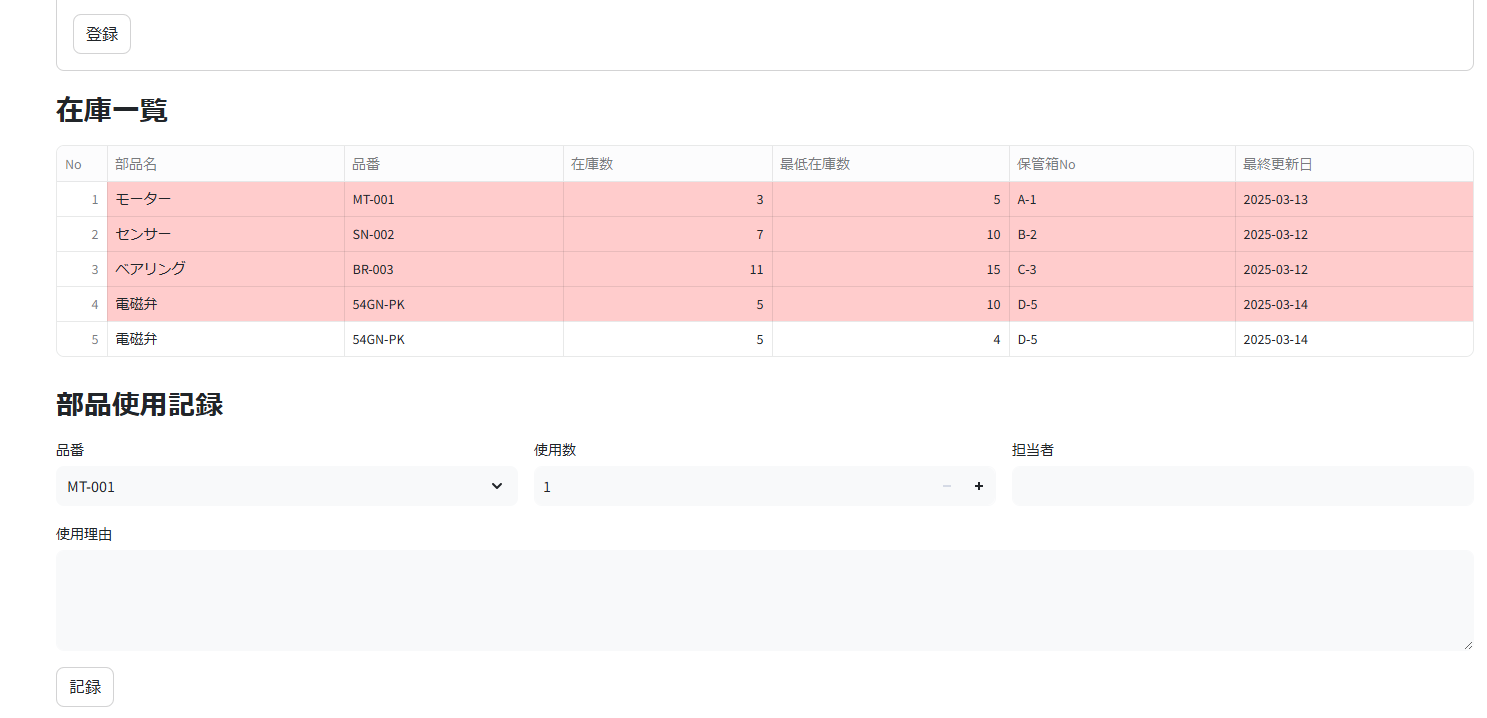 登録
在庫一覧
No 部品名 品番 在庫数 最低在庫数 保管箱No 最終更新日
1 モーター MT-001 3 5 A-1 2025-03-13
2 センサー SN-002 7 10 B-2 2025-03-12
3 ベアリング BR-003 11 15 C-3 2025-03-12
4 電磁弁 54GN-PK 5 10 D-5 2025-03-14
5 電磁弁 54GN-PK 5 4 D-5 2025-03-14
部品使用記録
品番 使用数 担当者
MT-001 1
使用理由
記録